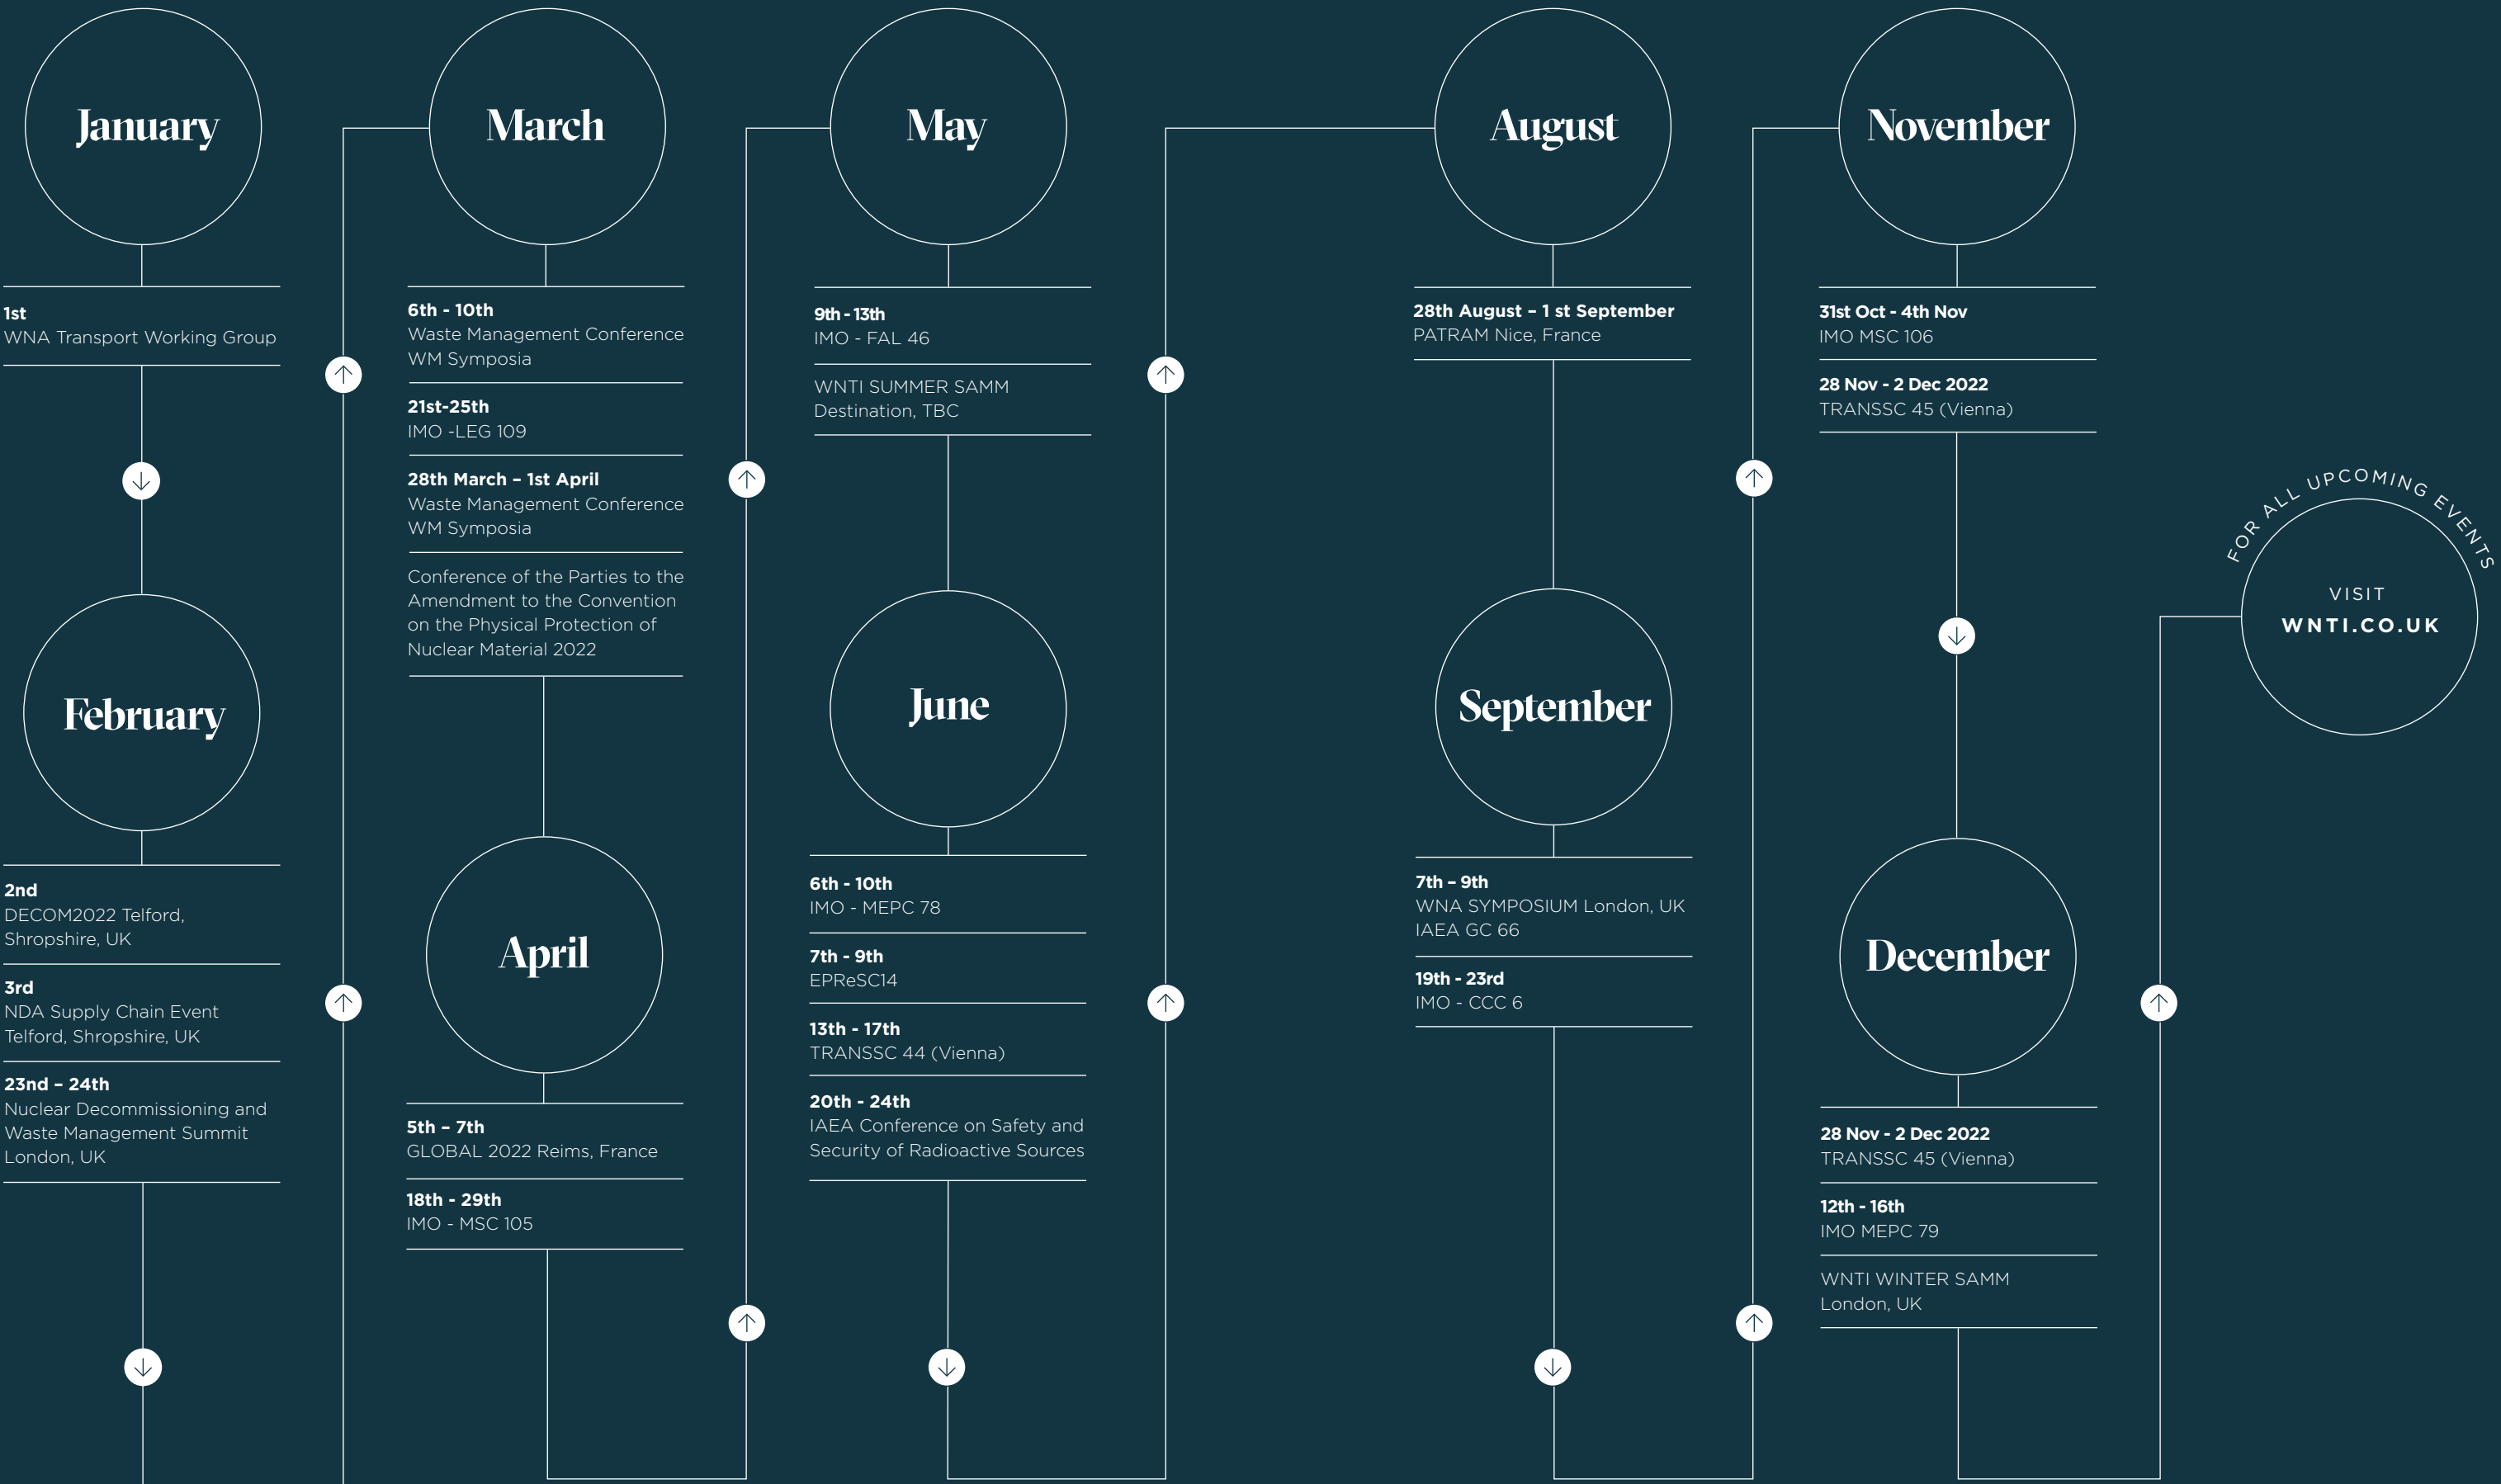 January
1st
WNA Transport Working Group
February
2nd
DECOM2022 Telford,
Shropshire, UK
3rd
NDA Supply Chain Event
Telford, Shropshire, UK
23nd – 24th
Nuclear Decommissioning and
Waste Management Summit
London, UK
March
6th - 10th
Waste Management Conference
WM Symposia
21st-25th
IMO -LEG 109
28th March – 1st April
Waste Management Conference
WM Symposia
Conference of the Parties to the
Amendment to the Convention
on the Physical Protection of
Nuclear Material 2022
April
5th – 7th
GLOBAL 2022 Reims, France
18th - 29th
IMO - MSC 105
May
9th - 13th
IMO - FAL 46
WNTI SUMMER SAMM
Destination, TBC
June
6th - 10th
IMO - MEPC 78
7th - 9th
EPReSC14
13th - 17th
TRANSSC 44 (Vienna)
20th - 24th
IAEA Conference on Safety and
Security of Radioactive Sources
August
28th August – 1 st September
PATRAM Nice, France
September
7th – 9th
WNA SYMPOSIUM London, UK
IAEA GC 66
19th - 23rd
IMO - CCC 6
November
31st Oct - 4th Nov
IMO MSC 106
28 Nov - 2 Dec 2022
TRANSSC 45 (Vienna)
December
28 Nov - 2 Dec 2022
TRANSSC 45 (Vienna)
12th - 16th
IMO MEPC 79
WNTI WINTER SAMM
London, UK
FOR ALL UPCOMING EVENTS
VISIT
WNTI.CO.UK